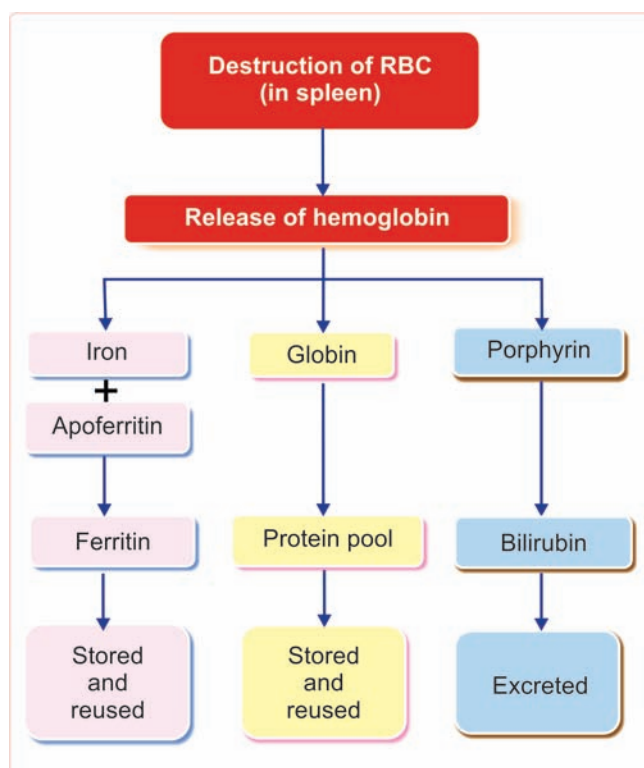 Destruction of RBC
(in spleen)
Release of hemoglobin
Iron
+
Apoferritin
Ferritin
Stored
and
reused
Globin
Protein pool
Stored
and
reused
Porphyrin
Bilirubin
Excreted